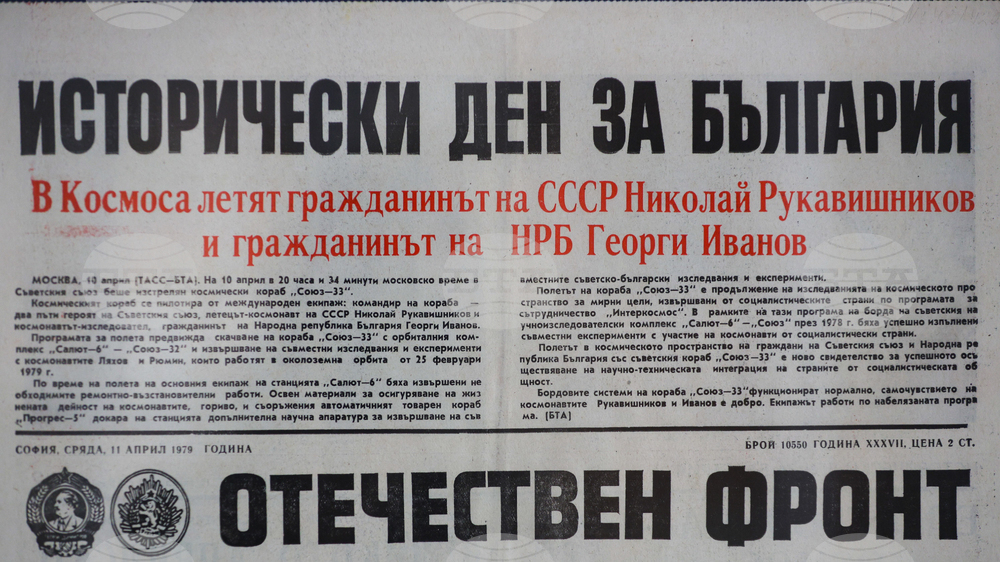 ИСТОРИЧЕСКИ ДЕН ЗА БЪЛГАРИЯ
В Космоса летят гражданинът на СССР Николай Рукавишников
и гражданинът на НРБ Георги Иванов
МОСКВА, 10 април (ТАСС—БТА). На 10 април в 20 часа и 34 минути московско време в
Съветския съюз беше изстрелян космически кораб „Союз—33".
Космическият кораб се пилотира от международен екипаж: командир на кораба —
два пъти героят на Съветския съюз, летецът-космонавт на СССР Николай Рукавишников и
космонавтът-изследовател, гражданинът на Народна република България Георги Иванов.
Програмата за полета предвижда скачване на кораба „Союз—33" с орбиталния ком-
плекс „Салют—6" — „Союз—32" и извършване на съвместни изследвания и експерименти
с космонавтите Ляхов и Рюмин, които работят в околоземна орбита от 25 февруари
1979 г.
По време на полета на основния екипаж на станцията „Салют—6" бяха извършени не
обходимите ремонтно-възстановителни работи. Освен материали за осигуряване на жиз
нената дейност на космонавтите, гориво, и съоръжения автоматичният товарен кораб
„Прогрес—5" докара на станцията допълнителна научна апаратура за извършване на съв
вместните съветско-български изследвания и експерименти.
Полетът на кораба „Союз—33" е продължение на изследванията на космическото про
странство за мирни цели, извършвани от социалистическите страни по програмата за
сътрудничество „Интеркосмос". В рамките на тази програма на борда на съветския на
учноизследователски комплекс „Салют—6"—„Союз" през 1978 г. бяха успешно изпълнени
съвместни експерименти с участие на космонавти от социалистически страни.
Полетът в космическото пространство на граждани на Съветския съюз и Народна ре
публика България със съветския кораб „Союз—33" е ново свидетелство за успешното осъ
ществяване на научно-техническата интеграция на страните от социалистическата об
щност.
Бордовите системи на кораба „Союз—33"функционират нормално, самочувствието на
космонавтите Рукавишников и Иванов е добро. Екипажът работи по набелязаната програ
ма. [БТА]
СОФИЯ, СРЯДА, 11 АПРИЛ 1979 ГОДИНА
БРОЙ 10550 ГОДИНА XXXVII, ЦЕНА 2 СТ.
ОТЕЧЕСТВЕН ФРОНТ